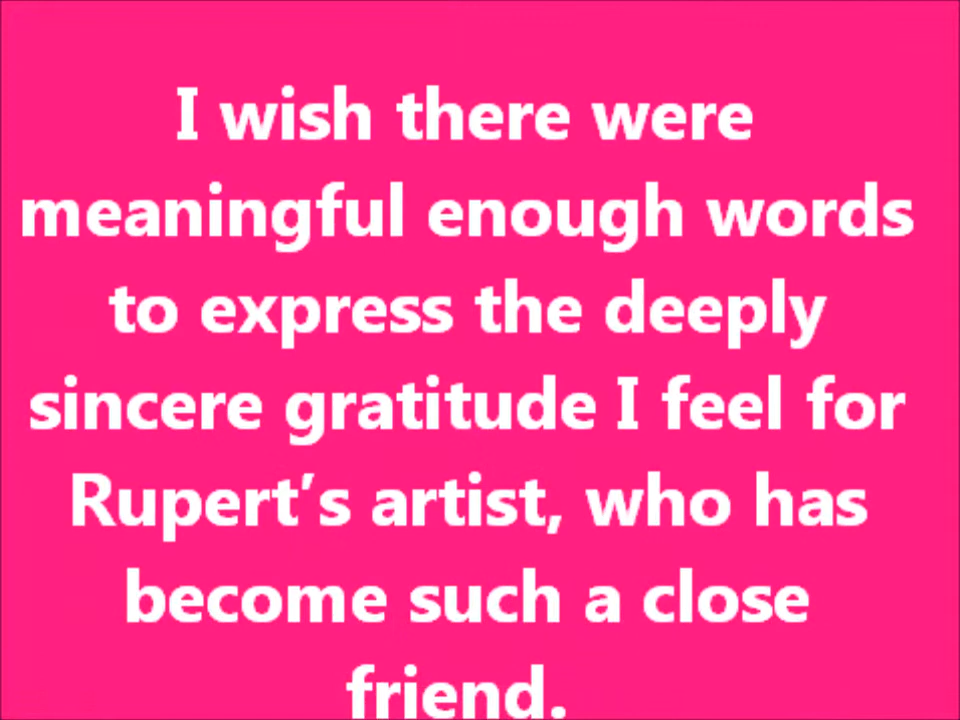 I wish there were
meaningful enough words
to express the deeply
sincere gratitude I feel for
Rupert’s artist, who has
become such a close
friend.